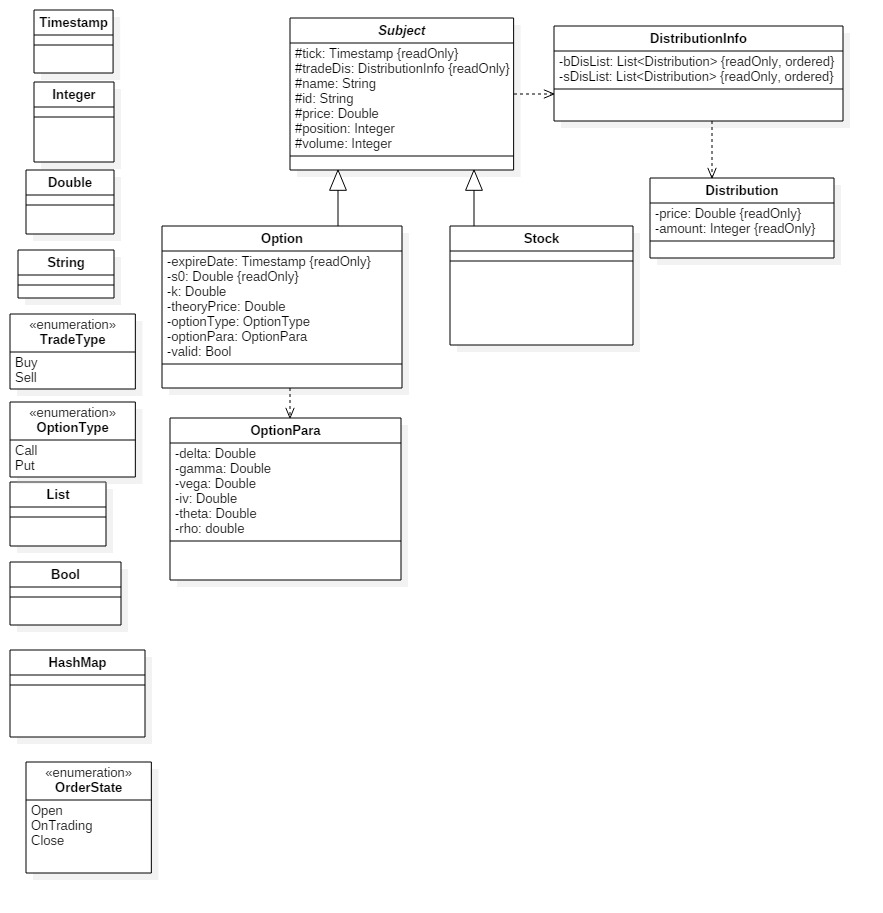 Timestamp
Integer
Double
String
«enumeration»
TradeType
Buy
Sell
«enumeration»
OptionType
Call
Put
List
Bool
HashMap
«enumeration»
OrderState
Open
OnTrading
Close
Subject
#tick: Timestamp {readOnly}
#tradeDis: DistributionInfo {readOnly}
#name: String
#id: String
#price: Double
#position: Integer
#volume: Integer
DistributionInfo
-bDisList: List<Distribution> {readOnly, ordered}
-sDisList: List<Distribution> {readOnly, ordered}
Distribution
-price: Double {readOnly}
-amount: Integer {readOnly}
Option
-expireDate: Timestamp {readOnly}
-s0: Double {readOnly}
-k: Double
-theoryPrice: Double
-optionType: OptionType
-optionPara: OptionPara
-valid: Bool
Stock
OptionPara
-delta: Double
-gamma: Double
-vega: Double
-iv: Double
-theta: Double
-rho: double